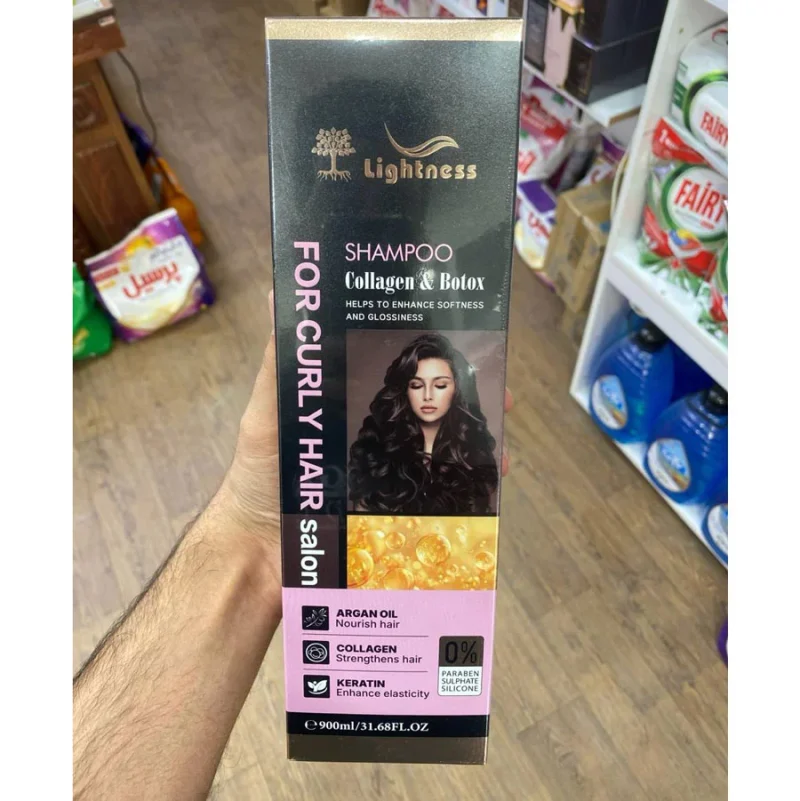 Lightness
SHAMPOO
Collagen & Botox
HELPS TO ENHANCE SOFTNESS
AND GLOSSINESS
FOR CURLY HAIR salon
ARGAN OIL
Nourish hair
COLLAGEN
Strengthens hair
KERATIN
Enhance elasticity
0%
PARABEN
SULPHATE
SILICONE
℮900ml/31.68FL.OZ
برسيل
FAIRY
FAIRY